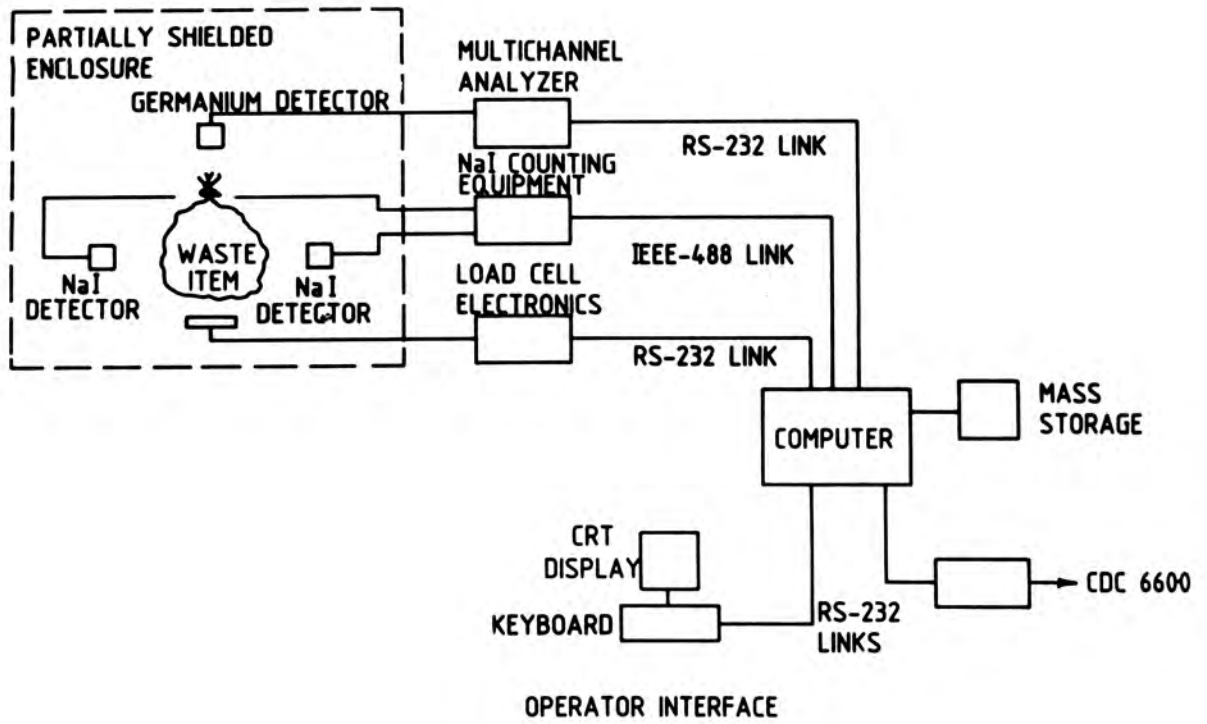 PARTIALLY SHIELDED
ENCLOSURE
GERMANIUM DETECTOR
MULTICHANNEL
ANALYZER
RS-232 LINK
NaI COUNTING
EQUIPMENT
IEEE-488 LINK
WASTE
ITEM
NaI
DETECTOR
NaI
DETECTOR
LOAD CELL
ELECTRONICS
RS-232 LINK
COMPUTER
MASS
STORAGE
CRT
DISPLAY
KEYBOARD
RS-232
LINKS
CDC 6600
OPERATOR INTERFACE